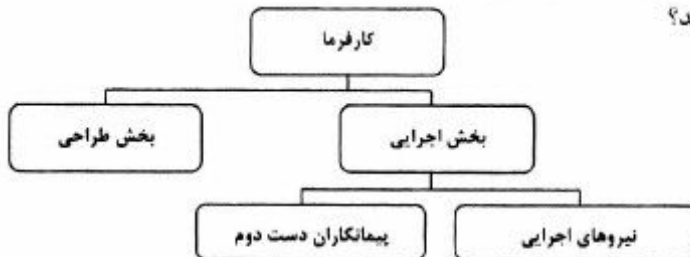 د؟
کارفرما
بخش اجرایی
بخش طراحی
نیروهای اجرایی
پیمانکاران دست دوم